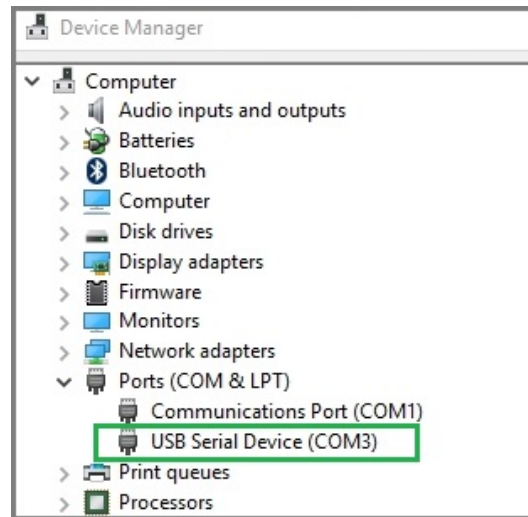 Device Manager
Computer
Audio inputs and outputs
Batteries
Bluetooth
Computer
Disk drives
Display adapters
Firmware
Monitors
Network adapters
Ports (COM & LPT)
Communications Port (COM1)
USB Serial Device (COM3)
Print queues
Processors